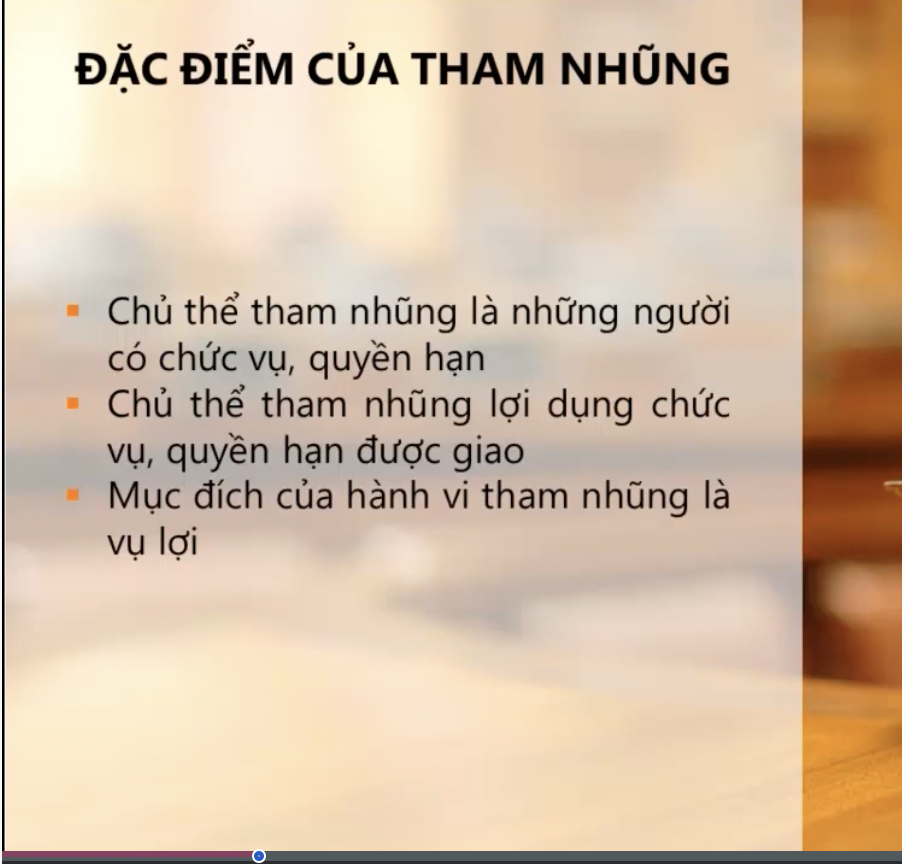 ĐẶC ĐIỂM CỦA THAM NHŨNG
▪ Chủ thể tham nhũng là những người
có chức vụ, quyền hạn
▪ Chủ thể tham nhũng lợi dụng chức
vụ, quyền hạn được giao
▪ Mục đích của hành vi tham nhũng là
vụ lợi